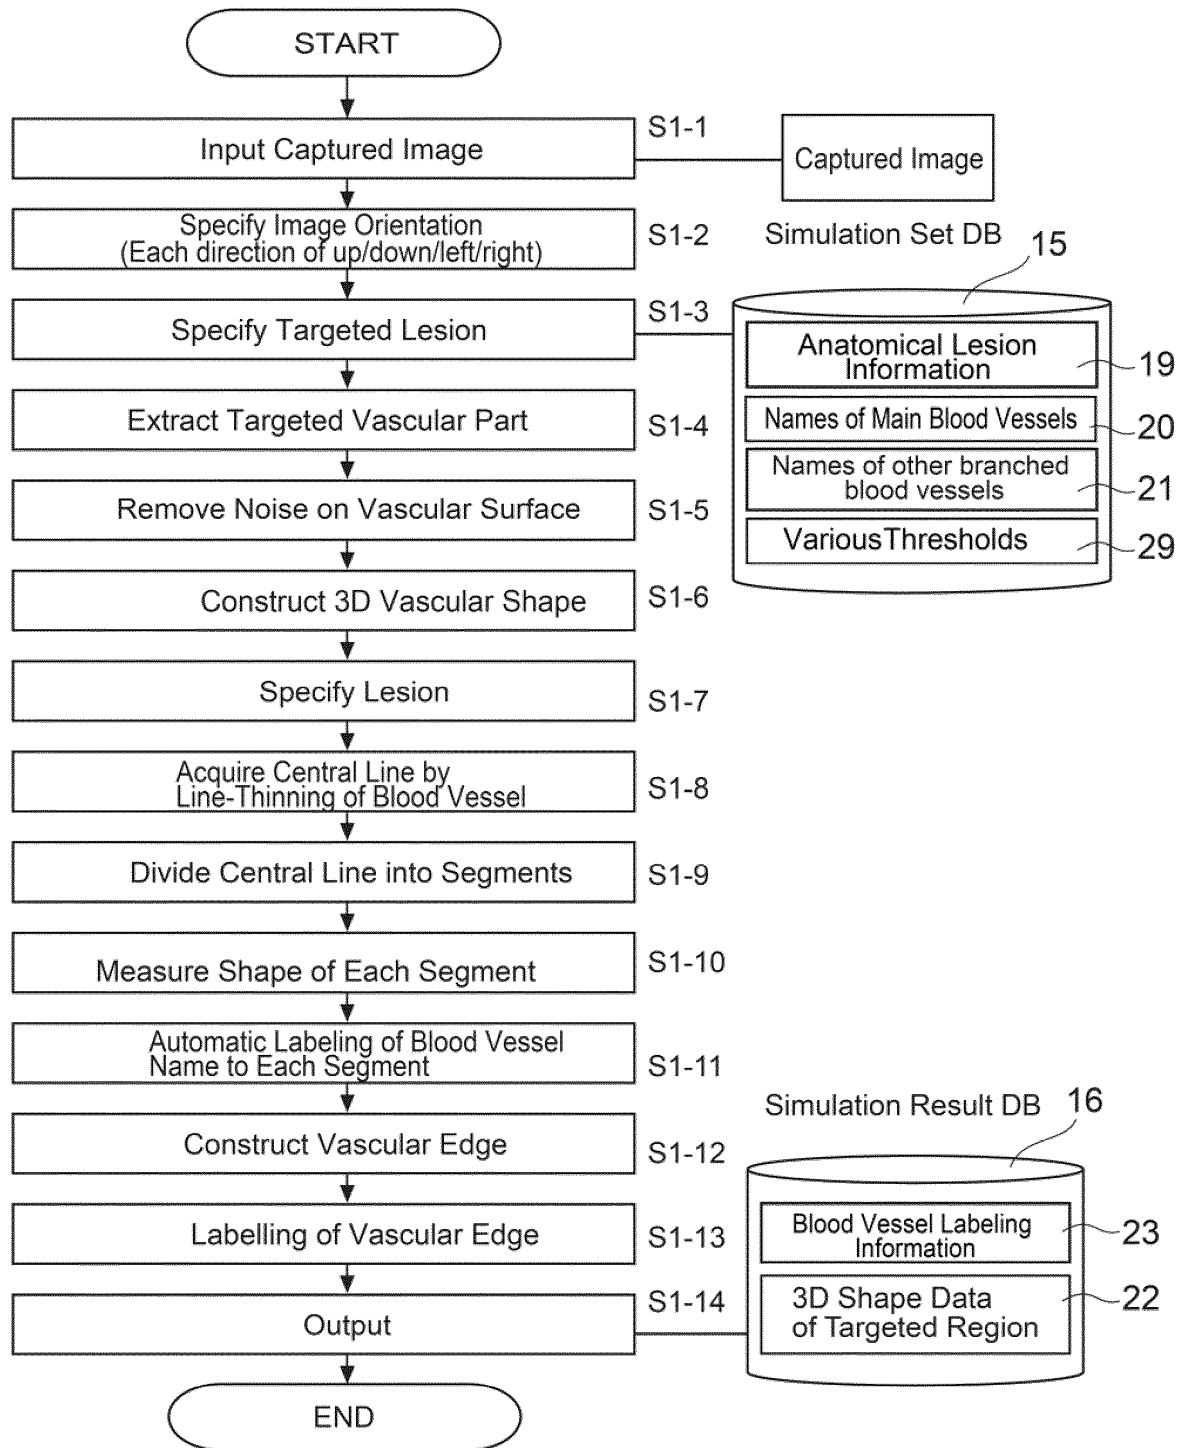 START
Input Captured Image
S1-1
Captured Image
Specify Image Orientation
(Each direction of up/down/left/right)
S1-2
Simulation Set DB
15
Specify Targeted Lesion
S1-3
Anatomical Lesion
Information
19
Extract Targeted Vascular Part
S1-4
Names of Main Blood Vessels
20
Names of other branched
blood vessels
21
Remove Noise on Vascular Surface
S1-5
VariousThresholds
29
Construct 3D Vascular Shape
S1-6
Specify Lesion
S1-7
Acquire Central Line by
Line-Thinning of Blood Vessel
S1-8
Divide Central Line into Segments
S1-9
Measure Shape of Each Segment
S1-10
Automatic Labeling of Blood Vessel
Name to Each Segment
S1-11
Simulation Result DB
16
Construct Vascular Edge
S1-12
Labelling of Vascular Edge
S1-13
Blood Vessel Labeling
Information
23
Output
S1-14
3D Shape Data
of Targeted Region
22
END